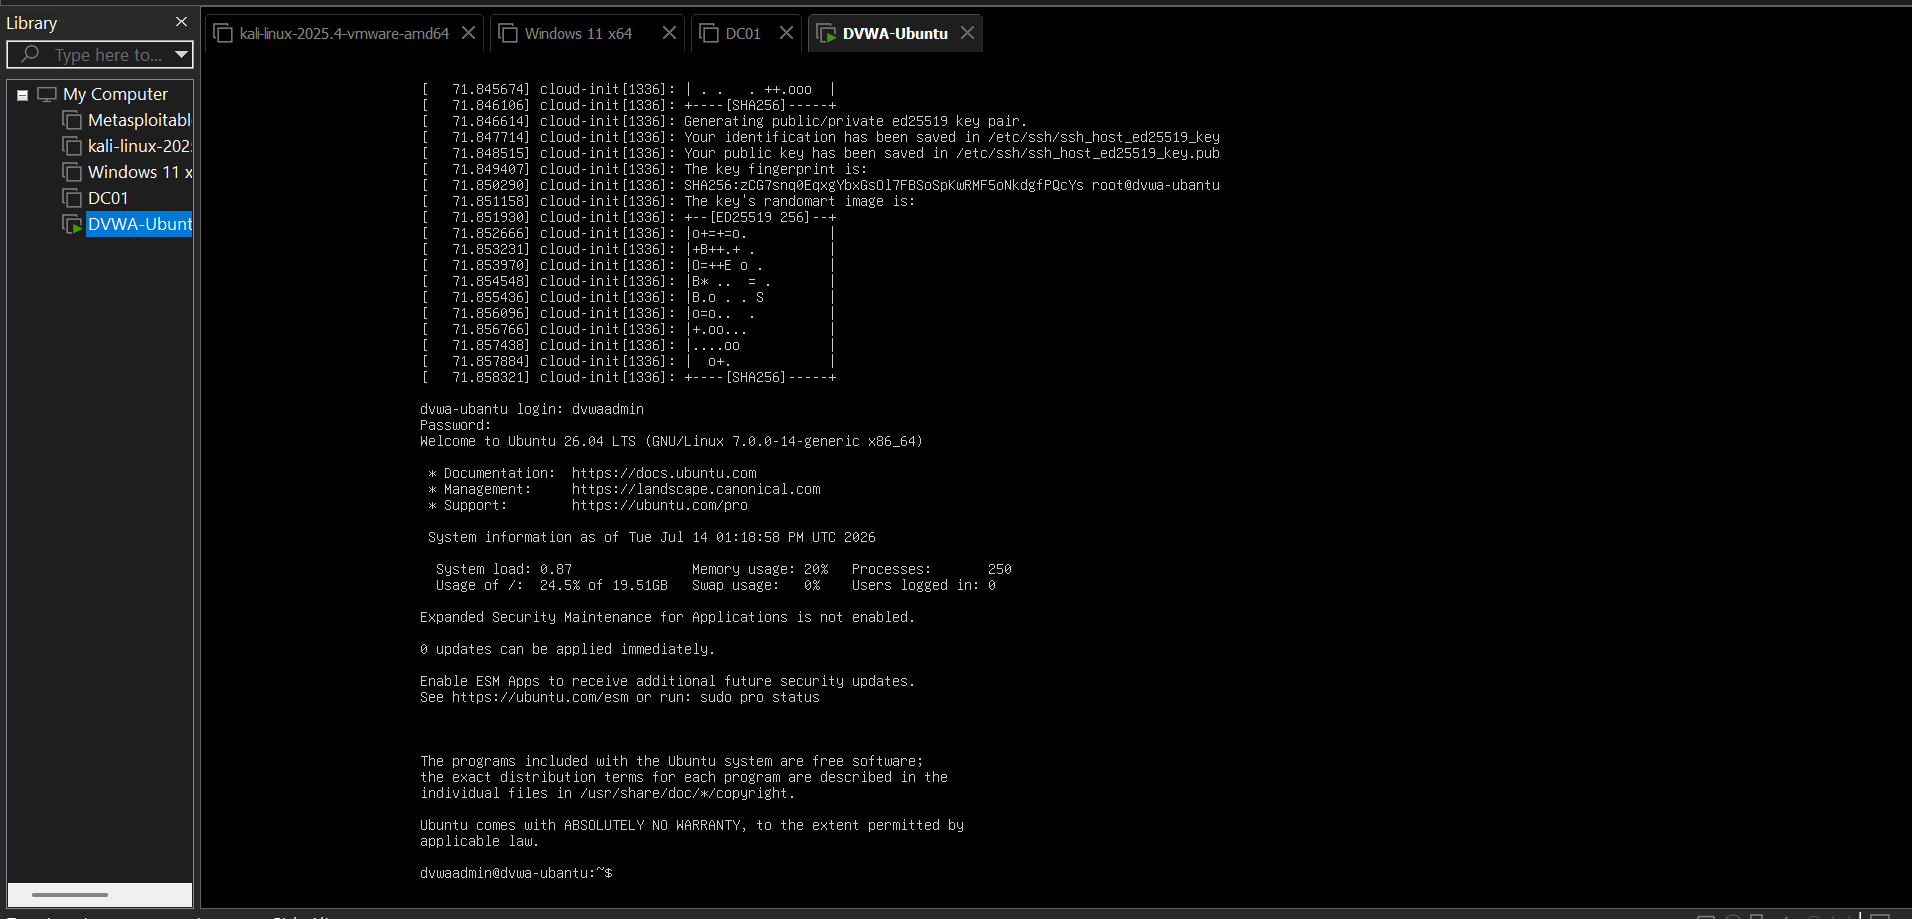 Library
Type here to...
My Computer
Metasploitabl
kali-linux-202
Windows 11 x
DC01
DVWA-Ubunt
kali-linux-2025.4-vmware-amd64
Windows 11 x64
DC01
DVWA-Ubuntu
[   71.845674] cloud-init[1336]: | . .   . ++.ooo  |
[   71.846106] cloud-init[1336]: +----[SHA256]-----+
[   71.846614] cloud-init[1336]: Generating public/private ed25519 key pair.
[   71.847714] cloud-init[1336]: Your identification has been saved in /etc/ssh/ssh_host_ed25519_key
[   71.848515] cloud-init[1336]: Your public key has been saved in /etc/ssh/ssh_host_ed25519_key.pub
[   71.849407] cloud-init[1336]: The key fingerprint is:
[   71.850290] cloud-init[1336]: SHA256:zCG7snq0EqxgYbxGsOl7FBSoSpKwRMF5oNkdgfPQcYs root@dvwa-ubantu
[   71.851158] cloud-init[1336]: The key's randomart image is:
[   71.851930] cloud-init[1336]: +--[ED25519 256]--+
[   71.852666] cloud-init[1336]: |o+=+=o.          |
[   71.853231] cloud-init[1336]: |+B++.+ .         |
[   71.853970] cloud-init[1336]: |O=++E o .        |
[   71.854548] cloud-init[1336]: |B* ..  = .       |
[   71.855436] cloud-init[1336]: |B.o . . S        |
[   71.856096] cloud-init[1336]: |o=o..  .         |
[   71.856766] cloud-init[1336]: |+.oo...          |
[   71.857438] cloud-init[1336]: |....oo           |
[   71.857884] cloud-init[1336]: |  o+.            |
[   71.858321] cloud-init[1336]: +----[SHA256]-----+
dvwa-ubantu login: dvwaadmin
Password:
Welcome to Ubuntu 26.04 LTS (GNU/Linux 7.0.0-14-generic x86_64)
* Documentation:  https://docs.ubuntu.com
* Management:     https://landscape.canonical.com
* Support:        https://ubuntu.com/pro
System information as of Tue Jul 14 01:18:58 PM UTC 2026
System load: 0.87               Memory usage: 20%   Processes:       250
Usage of /:  24.5% of 19.51GB   Swap usage:   0%    Users logged in: 0
Expanded Security Maintenance for Applications is not enabled.
0 updates can be applied immediately.
Enable ESM Apps to receive additional future security updates.
See https://ubuntu.com/esm or run: sudo pro status
The programs included with the Ubuntu system are free software;
the exact distribution terms for each program are described in the
individual files in /usr/share/doc/*/copyright.
Ubuntu comes with ABSOLUTELY NO WARRANTY, to the extent permitted by
applicable law.
dvwaadmin@dvwa-ubantu:~$